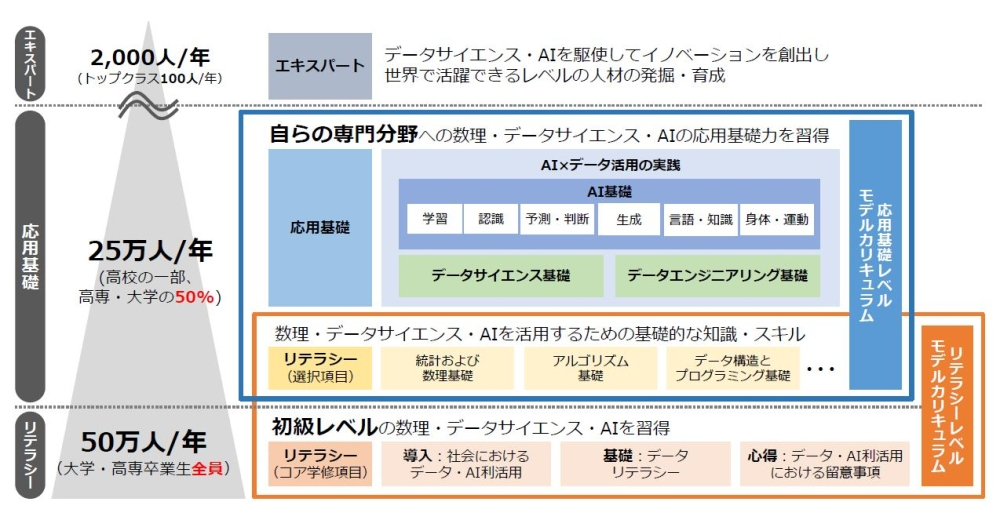 エキスパート
2,000人/年
(トップクラス100人/年)
エキスパート
データサイエンス・AIを駆使してイノベーションを創出し
世界で活躍できるレベルの人材の発掘・育成
応用基礎
25万人/年
(高校の一部、
高専・大学の50%)
自らの専門分野への数理・データサイエンス・AIの応用基礎力を習得
応用基礎
AI×データ活用の実践
AI基礎
学習
認識
予測・判断
生成
言語・知識
身体・運動
データサイエンス基礎
データエンジニアリング基礎
応用基礎レベル
モデルカリキュラム
数理・データサイエンス・AIを活用するための基礎的な知識・スキル
リテラシー
(選択項目)
統計および
数理基礎
アルゴリズム
基礎
データ構造と
プログラミング基礎
・・・
リテラシーレベル
モデルカリキュラム
リテラシー
50万人/年
(大学・高専卒業生全員)
初級レベルの数理・データサイエンス・AIを習得
リテラシー
(コア学修項目)
導入：社会における
データ・AI利活用
基礎：データ
リテラシー
心得：データ・AI利活用
における留意事項